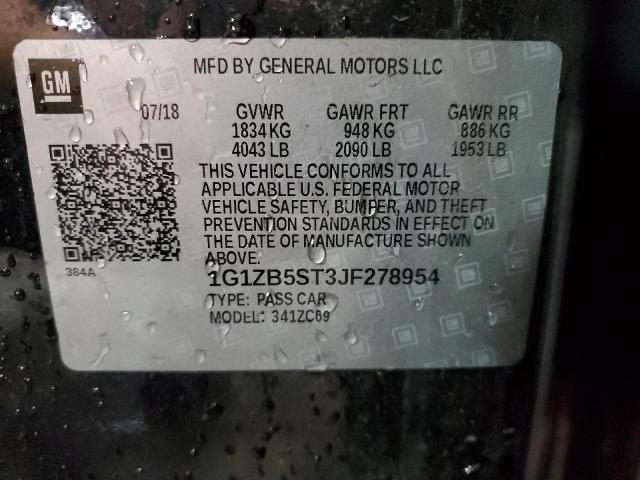 MFD BY GENERAL MOTORS LLC
GM
07/18 GVWR GAWR FRT GAWR RR
1834 KG 948 KG 886 KG
4043 LB 2090 LB 1953 LB
THIS VEHICLE CONFORMS TO ALL
APPLICABLE U.S. FEDERAL MOTOR
VEHICLE SAFETY, BUMPER, AND THEFT
PREVENTION STANDARDS IN EFFECT ON
THE DATE OF MANUFACTURE SHOWN
ABOVE.
384A
1G1ZB5ST3JF278954
TYPE: PASS CAR
MODEL: 341ZC69